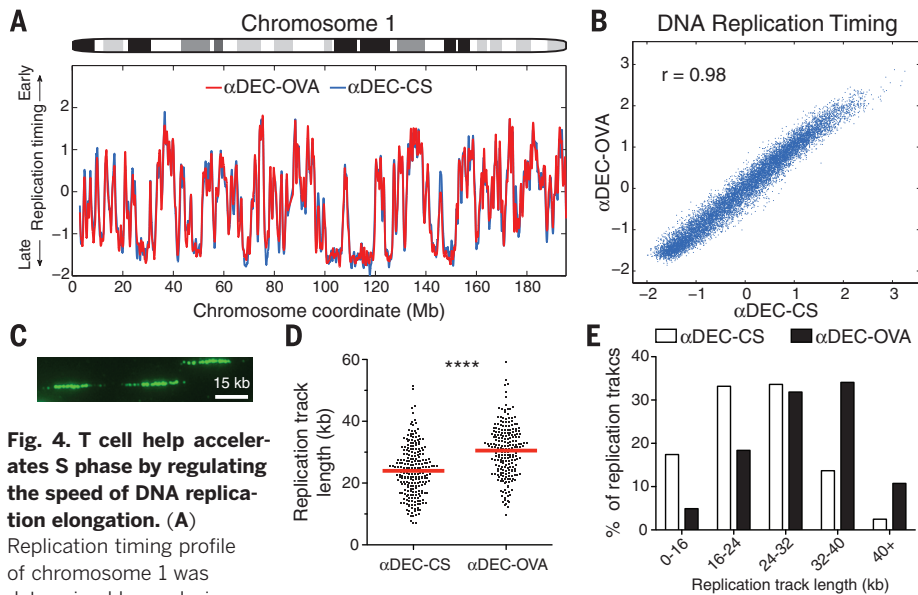 A
Chromosome 1
Late ← Replication timing → Early
αDEC-OVA αDEC-CS
2
1
0
−1
−2
0 20 40 60 80 100 120 140 160 180
Chromosome coordinate (Mb)
B
DNA Replication Timing
r = 0.98
αDEC-OVA
3
2
1
0
−1
−2
−2 −1 0 1 2 3
αDEC-CS
C
15 kb
Fig. 4. T cell help acceler-
ates S phase by regulating
the speed of DNA replica-
tion elongation. (A)
Replication timing profile
of chromosome 1 was
D
Replication track
length (kb)
60
40
20
0
****
αDEC-CS αDEC-OVA
E
αDEC-CS αDEC-OVA
% of replication trakcs
40
30
20
10
0
0-16 16-24 24-32 32-40 40+
Replication track length (kb)